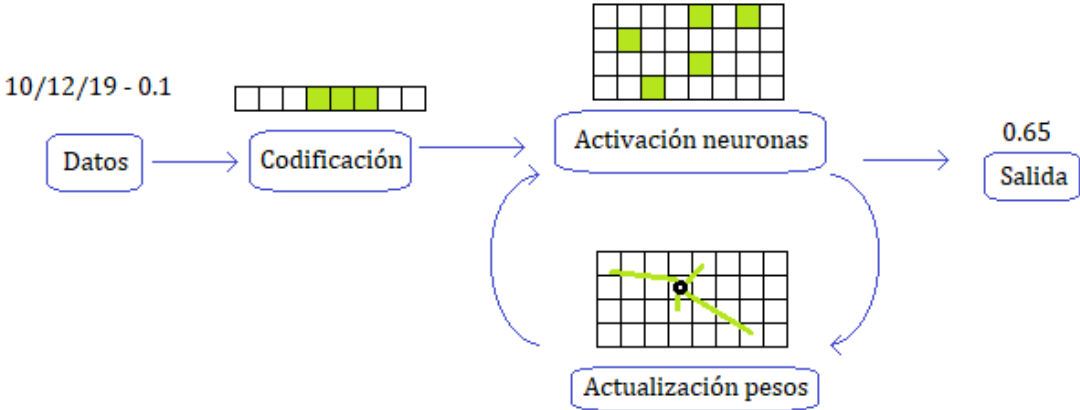 10/12/19 - 0.1
Datos
Codificación
Activación neuronas
0.65
Salida
Actualización pesos